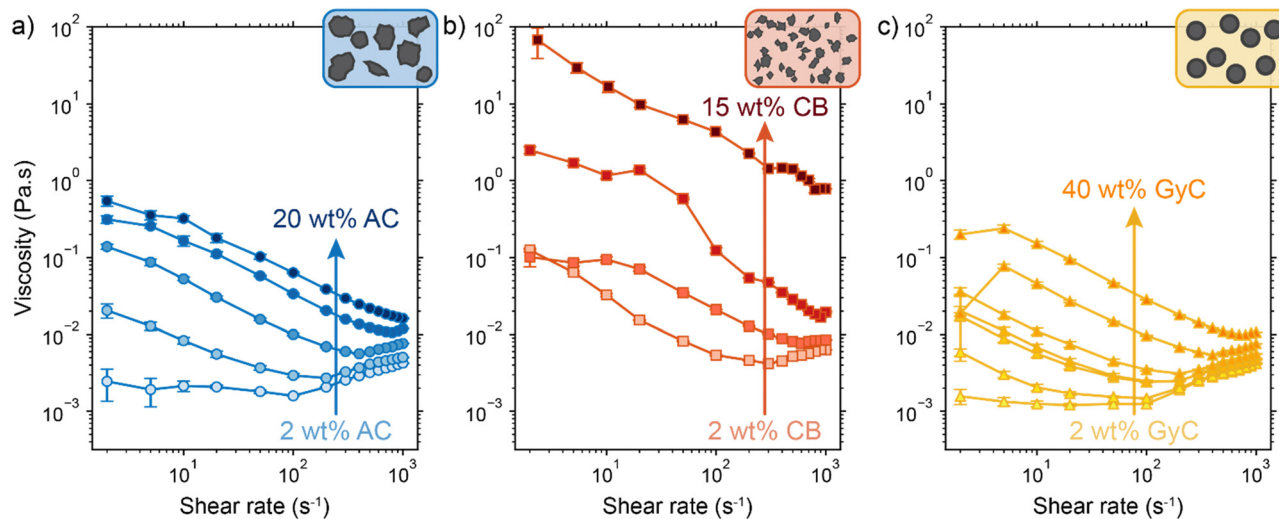 a)
b)
c)
Viscosity (Pa.s)
10²
10¹
10⁰
10⁻¹
10⁻²
10⁻³
20 wt% AC
2 wt% AC
10¹
10²
10³
Shear rate (s⁻¹)
10²
10¹
10⁰
10⁻¹
10⁻²
10⁻³
15 wt% CB
2 wt% CB
10¹
10²
10³
Shear rate (s⁻¹)
10²
10¹
10⁰
10⁻¹
10⁻²
10⁻³
40 wt% GyC
2 wt% GyC
10¹
10²
10³
Shear rate (s⁻¹)